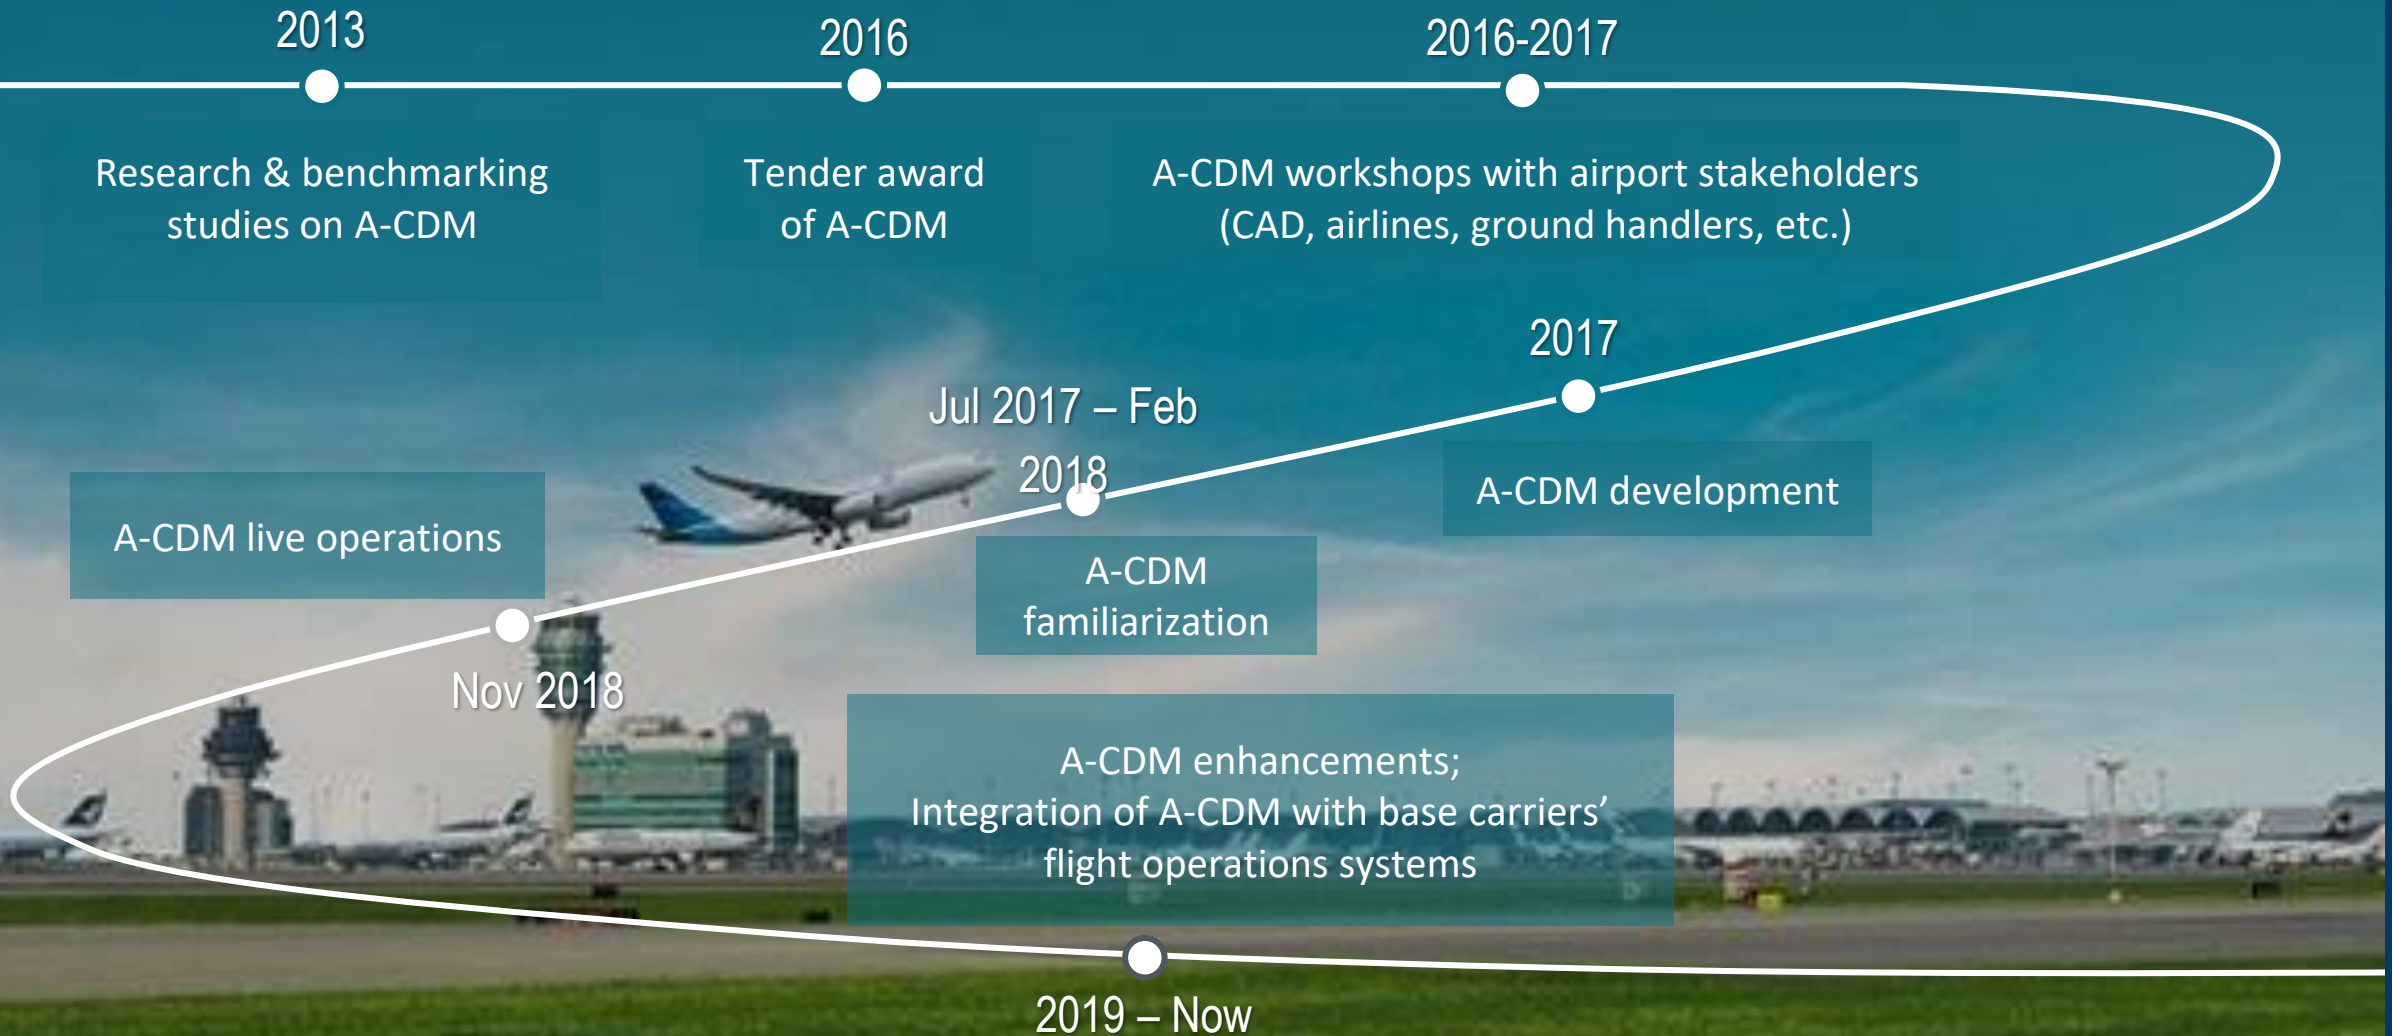 2013
Research & benchmarking
studies on A-CDM
2016
Tender award
of A-CDM
2016-2017
A-CDM workshops with airport stakeholders
(CAD, airlines, ground handlers, etc.)
2017
A-CDM development
Jul 2017 – Feb
2018
A-CDM
familiarization
A-CDM live operations
Nov 2018
A-CDM enhancements;
Integration of A-CDM with base carriers’
flight operations systems
2019 – Now